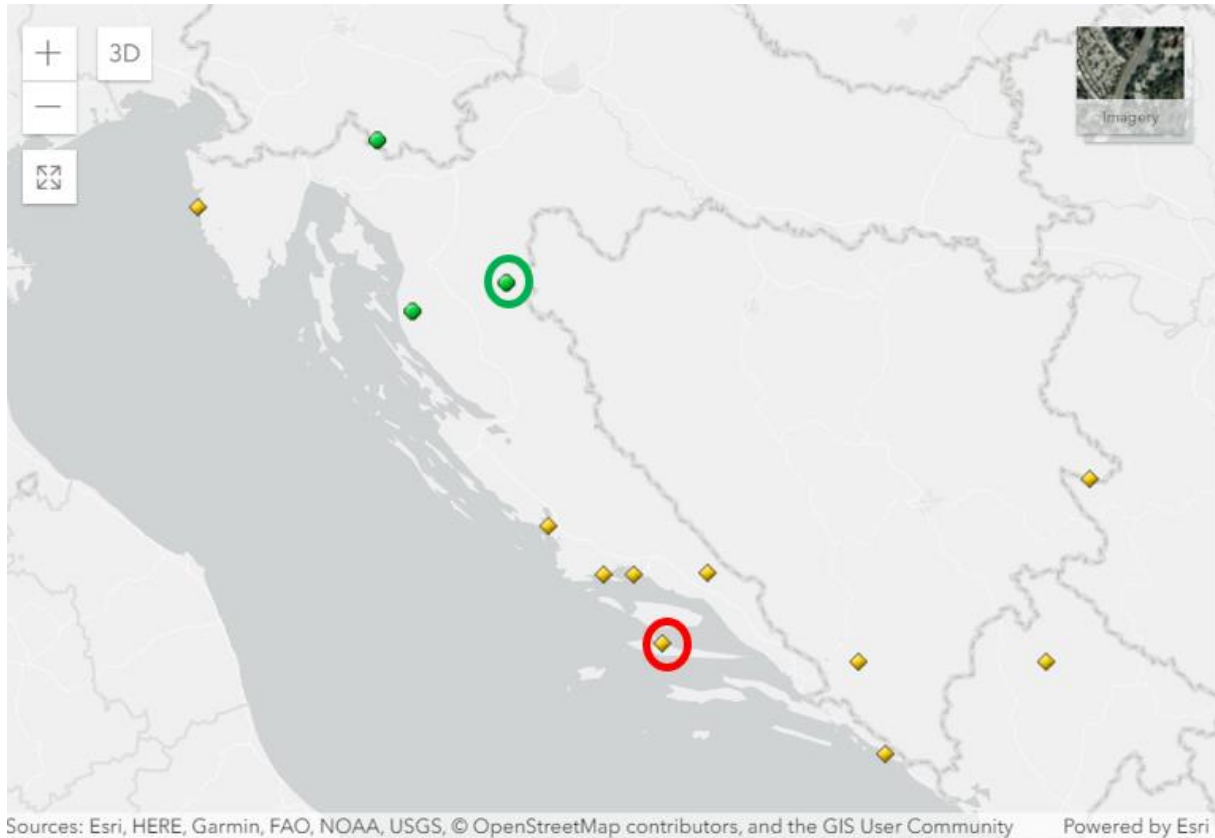 3D
Imagery
Sources: Esri, HERE, Garmin, FAO, NOAA, USGS, © OpenStreetMap contributors, and the GIS User Community
Powered by Esri